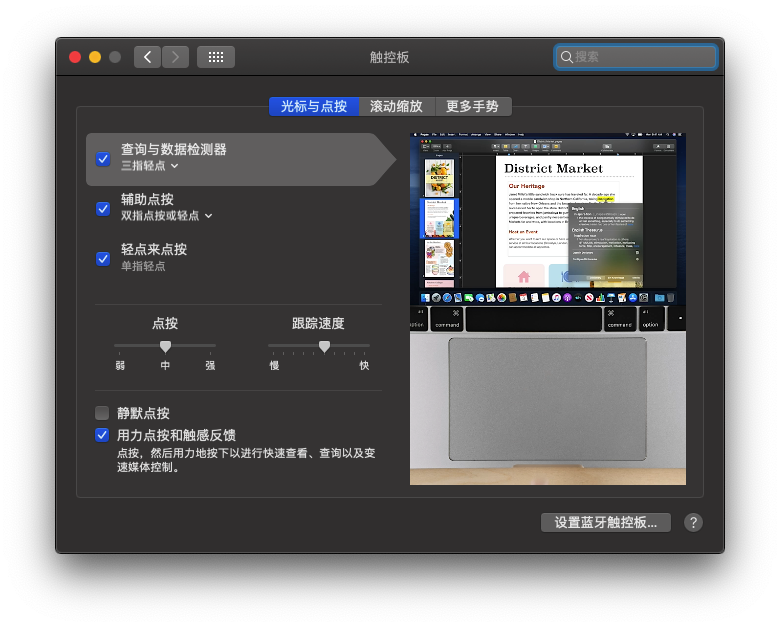 触控板
搜索
光标与点按
滚动缩放
更多手势
查询与数据检测器
三指轻点
辅助点按
双指点按或轻点
轻点来点按
单指轻点
点按
跟踪速度
弱
中
强
慢
快
静默点按
用力点按和触感反馈
点按，然后用力地按下以进行快速查看、查询以及变
速媒体控制。
District Market
Our Heritage
Host an Event
English
English Thesaurus
command
command
option
设置蓝牙触控板...
?